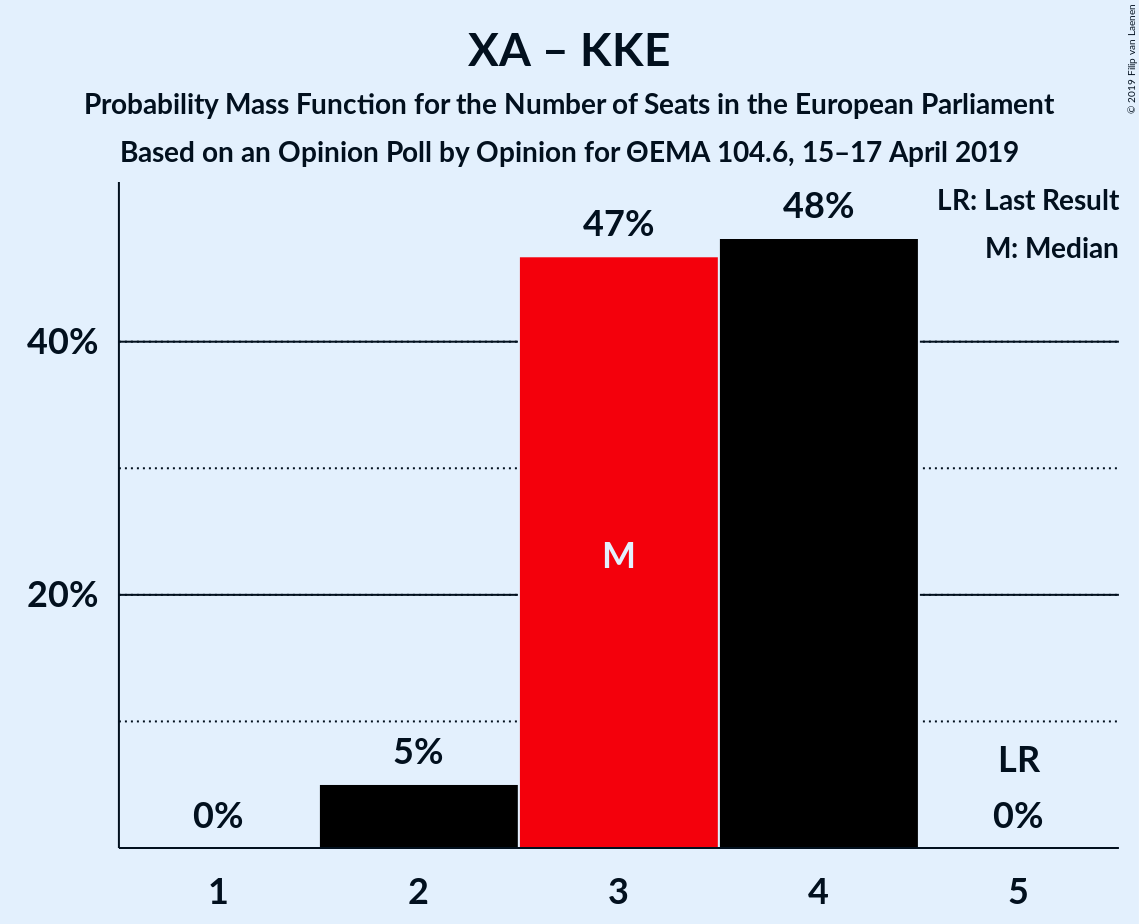 XA – KKE
Probability Mass Function for the Number of Seats in the European Parliament
Based on an Opinion Poll by Opinion for ΘΕΜΑ 104.6, 15–17 April 2019
© 2019 Filip van Laenen
LR: Last Result
M: Median
47%
48%
40%
M
20%
5%
LR
0%
0%
1
2
3
4
5